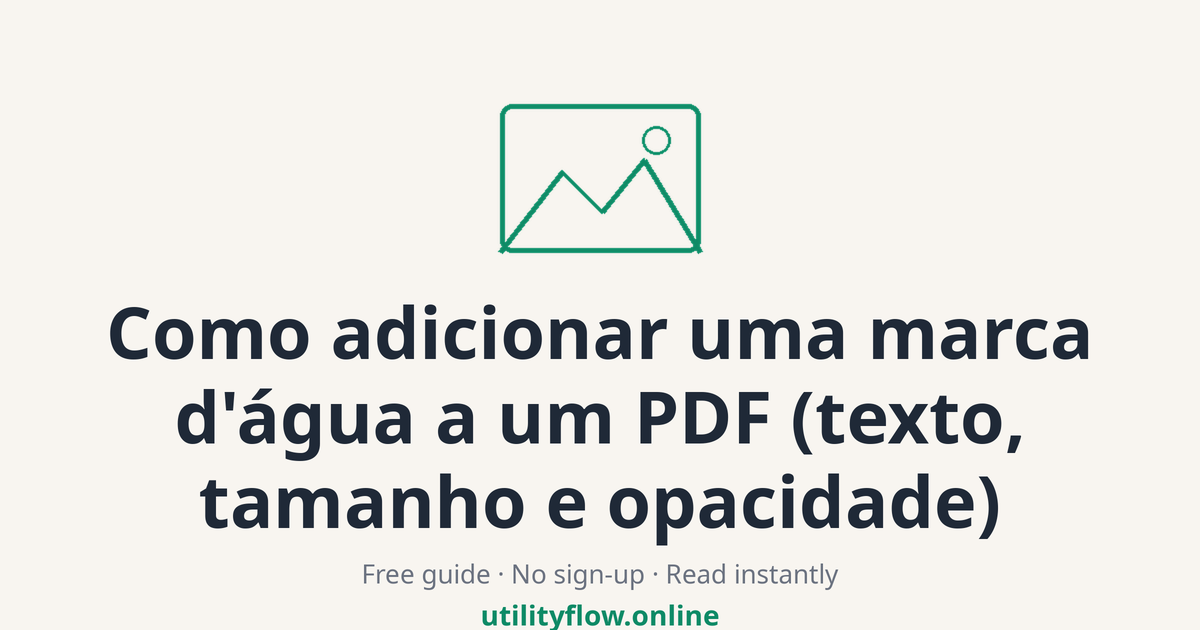 Como adicionar uma marca
d'água a um PDF (texto,
tamanho e opacidade)
Free guide · No sign-up · Read instantly
utilityflow.online